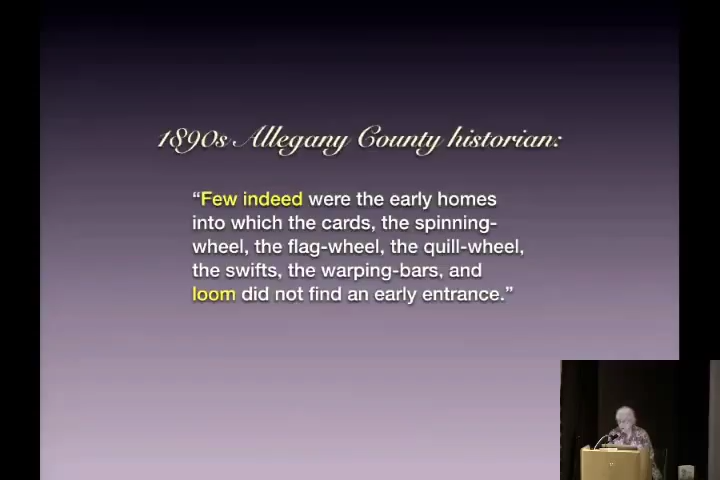 1890s Allegany County historian:
“Few indeed were the early homes
into which the cards, the spinning-
wheel, the flag-wheel, the quill-wheel,
the swifts, the warping-bars, and
loom did not find an early entrance.”